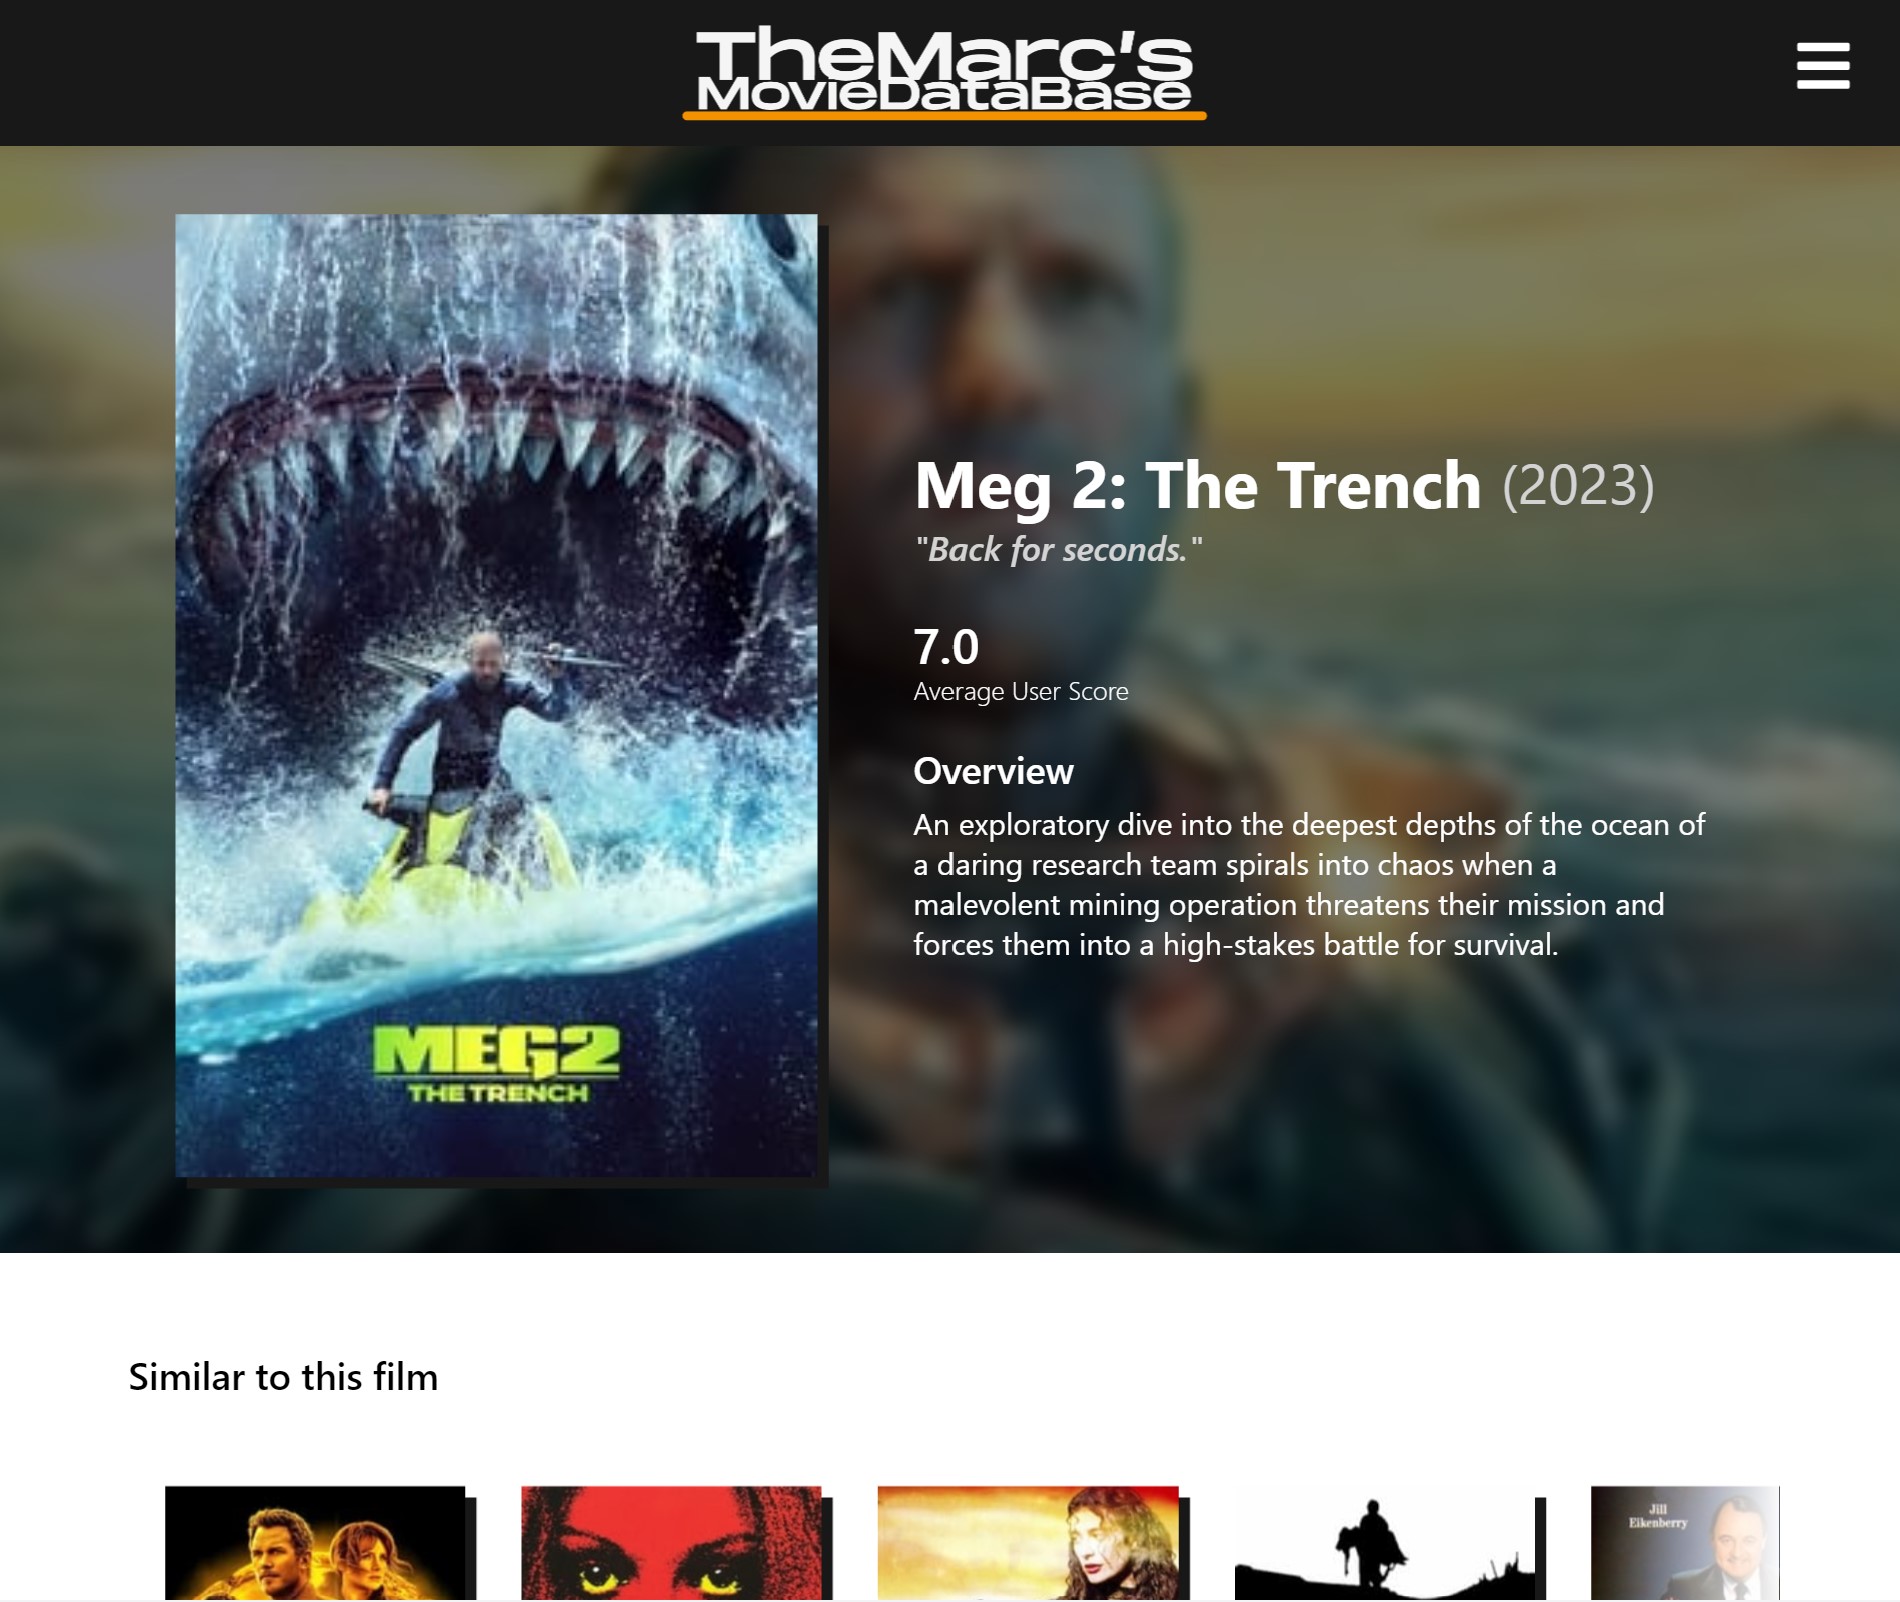 TheMarc's
MovieDataBase
Meg 2: The Trench (2023)
"Back for seconds."
7.0
Average User Score
Overview
An exploratory dive into the deepest depths of the ocean of
a daring research team spirals into chaos when a
malevolent mining operation threatens their mission and
forces them into a high-stakes battle for survival.
MEG2
THE TRENCH
Similar to this film
Jill
Eikenberry